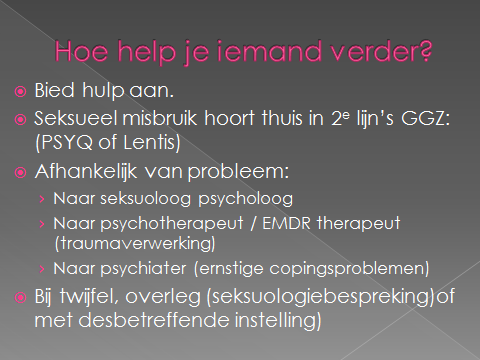 Hoe help je iemand verder?
Bied hulp aan.
Seksueel misbruik hoort thuis in 2e lijn's GGZ:
(PSYQ of Lentis)
Afhankelijk van probleem:
Naar seksuoloog psycholoog
Naar psychotherapeut / EMDR therapeut
(traumaverwerking)
Naar psychiater (ernstige copingsproblemen)
Bij twijfel, overleg (seksuologiebespreking)of
met desbetreffende instelling)